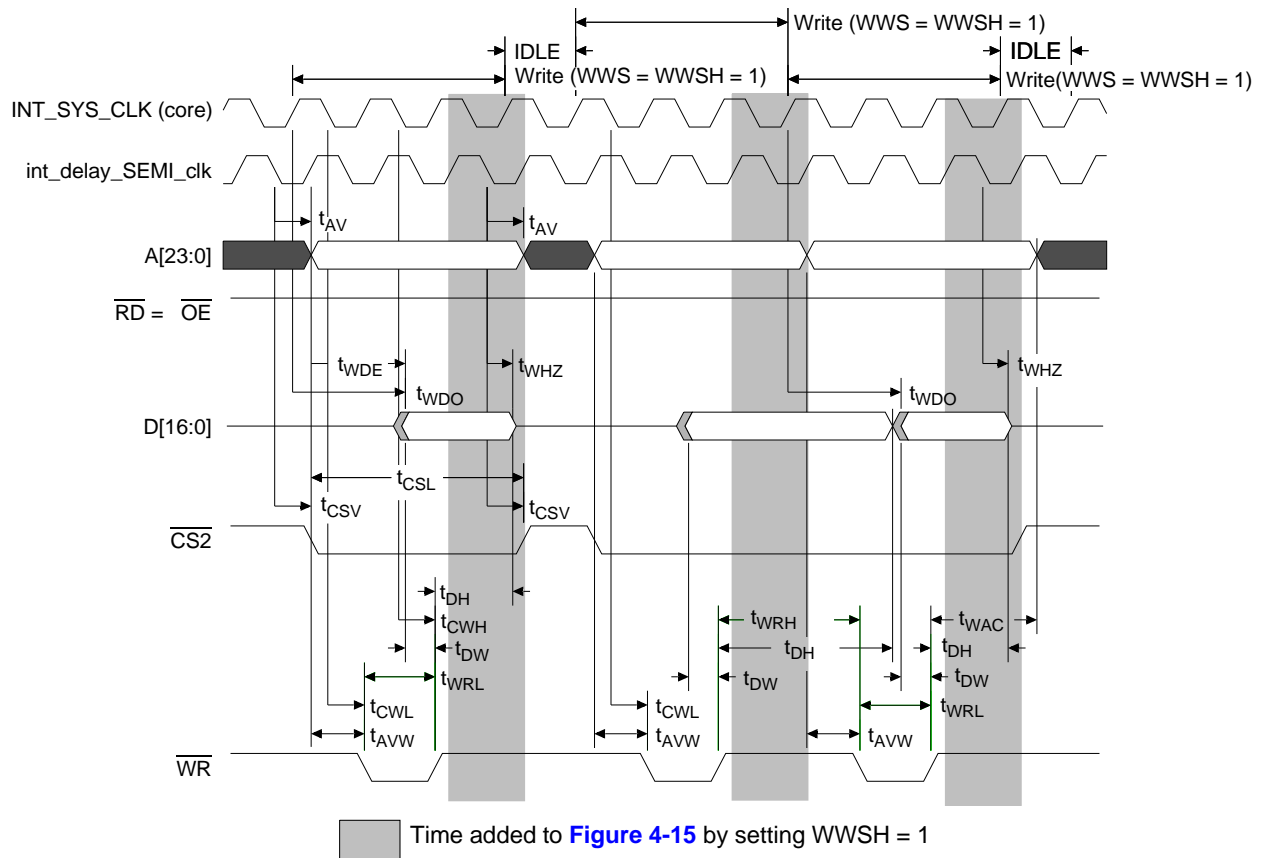 Write (WWS = WWSH = 1)
IDLE
IDLE
Write (WWS = WWSH = 1)
Write(WWS = WWSH = 1)
INT_SYS_CLK (core)
int_delay_SEMI_clk
tAV
tAV
A[23:0]
RD = OE
tWDE
tWHZ
tWHZ
tWDO
tWDO
D[16:0]
tCSL
tCSV
tCSV
CS2
tDH
tCWH
tWRH
tWAC
tDW
tDH
tDH
tWRL
tDW
tDW
tCWL
tCWL
tWRL
tAVW
tAVW
tAVW
WR
Time added to Figure 4-15 by setting WWSH = 1